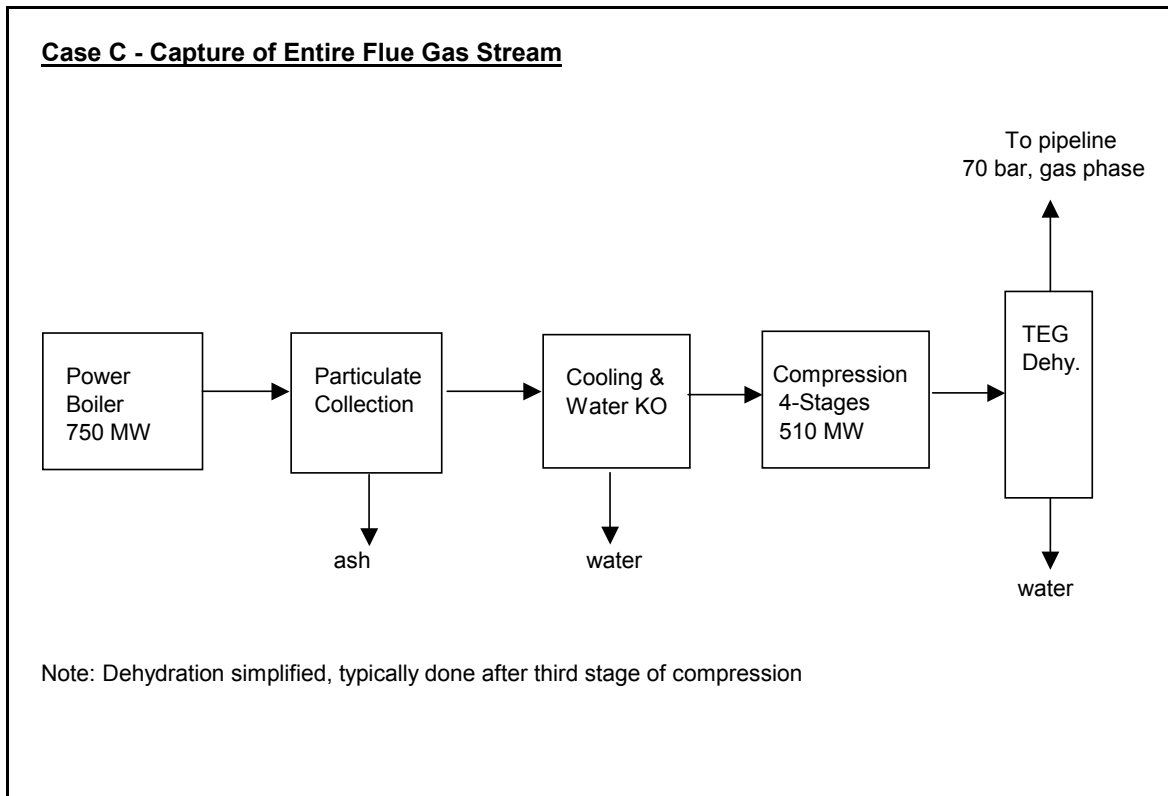 Case C - Capture of Entire Flue Gas Stream
To pipeline
70 bar, gas phase
Power
Boiler
750 MW
Particulate
Collection
Cooling &
Water KO
Compression
4-Stages
510 MW
TEG
Dehy.
ash
water
water
Note: Dehydration simplified, typically done after third stage of compression